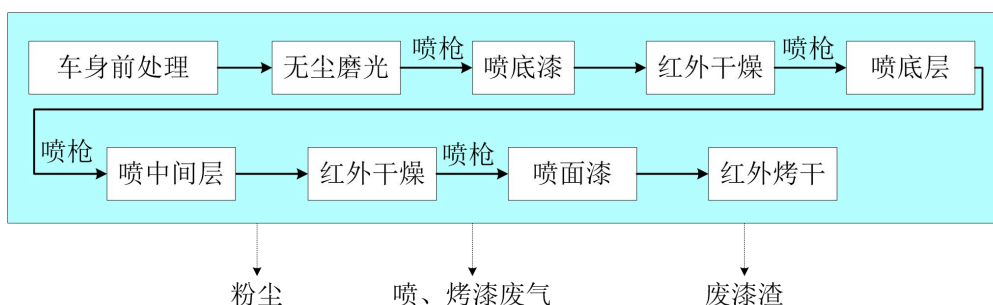 车身前处理
无尘磨光
喷枪
喷底漆
红外干燥
喷枪
喷底层
喷枪
喷中间层
红外干燥
喷枪
喷面漆
红外烤干
粉尘
喷、烤漆废气
废漆渣